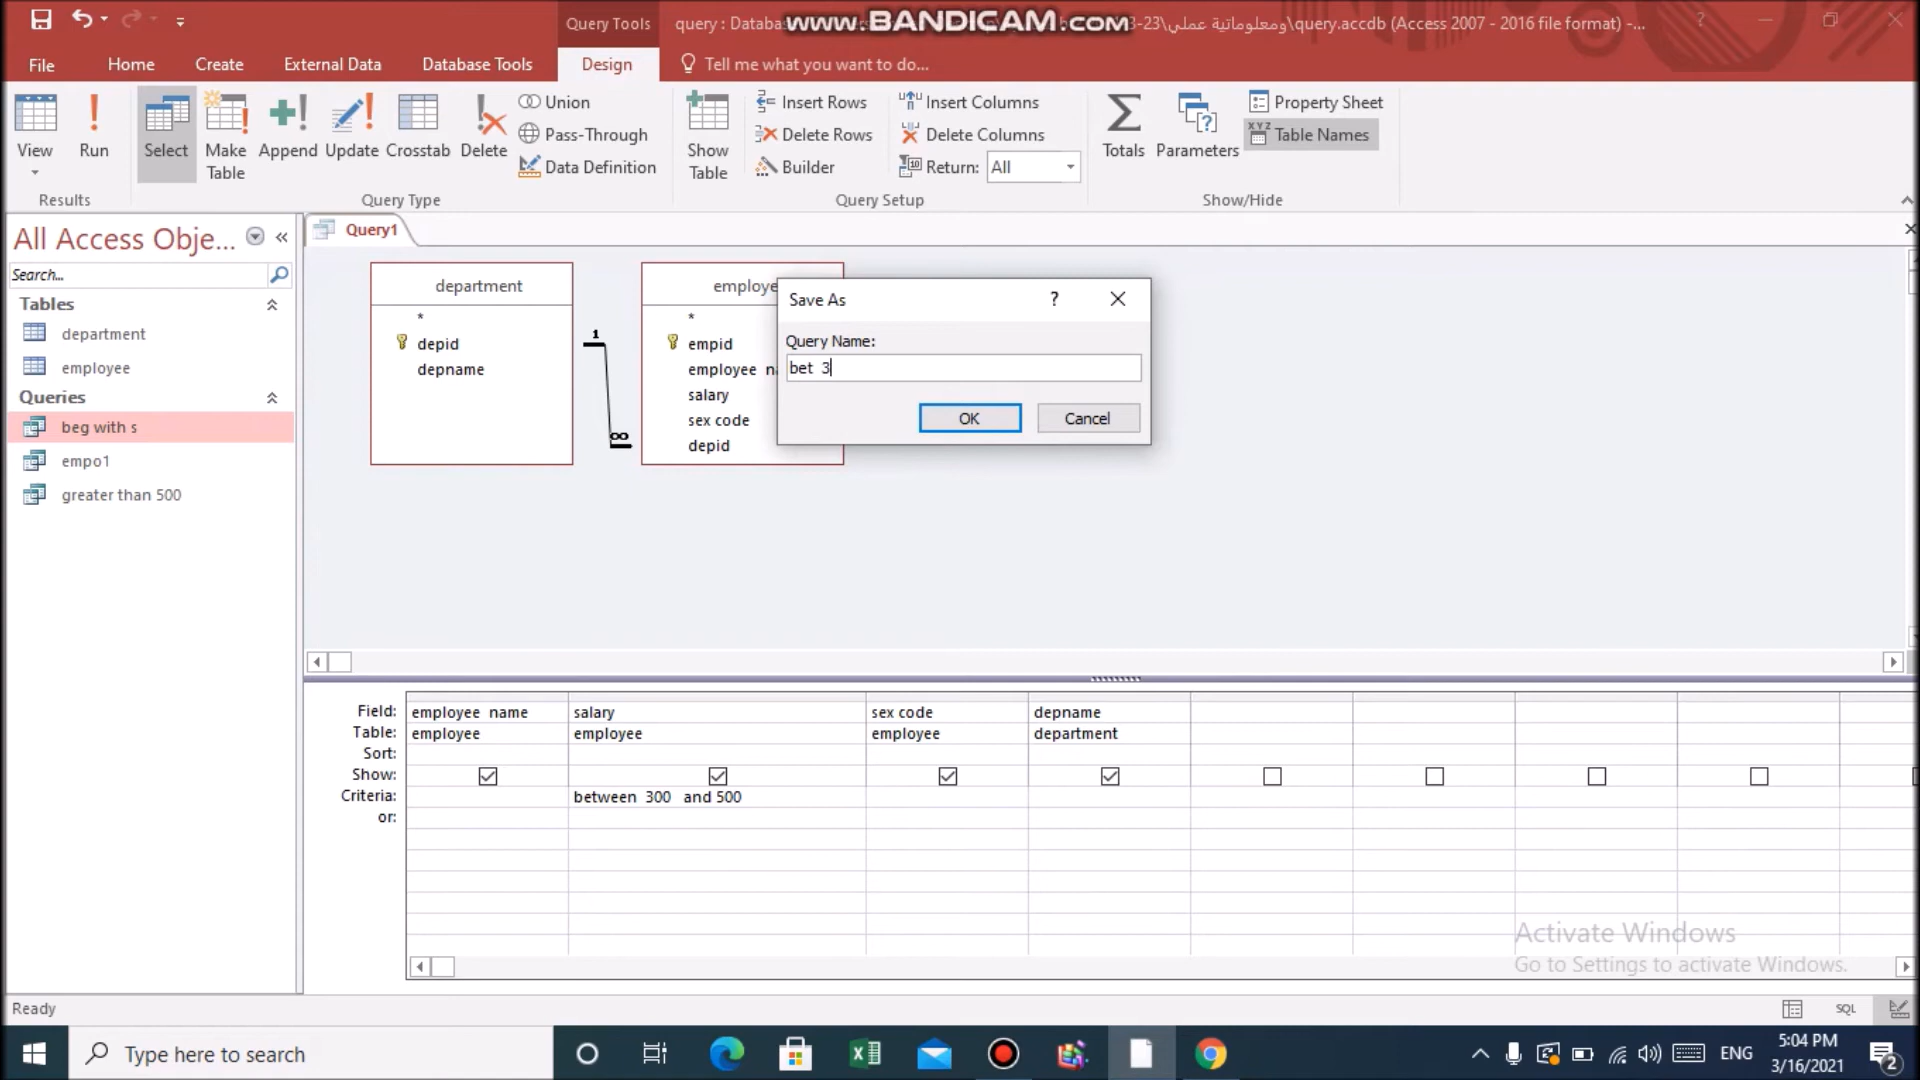 Query Tools
query : Databa
www.BANDICAM.com
3-23\ومعلوماتية عملي\query.accdb (Access 2007 - 2016 file format) -...
?
File
Home
Create
External Data
Database Tools
Design
Tell me what you want to do...
View
Run
Select
Make Table
Append
Update
Crosstab
Delete
Union
Pass-Through
Data Definition
Show Table
Insert Rows
Delete Rows
Builder
Insert Columns
Delete Columns
Return: All
Totals
Parameters
Property Sheet
Table Names
Results
Query Type
Query Setup
Show/Hide
All Access Obje...
Search...
Tables
department
employee
Queries
beg with s
empo1
greater than 500
Query1
department
*
depid
depname
1
∞
employe
*
empid
employee na
salary
sex code
depid
Save As
?
Query Name:
bet 3
OK
Cancel
Field: employee name salary sex code depname
Table: employee employee employee department
Sort:
Show:
Criteria: between 300 and 500
or:
Activate Windows
Go to Settings to activate Windows.
Ready
SQL
Type here to search
ENG
5:04 PM
3/16/2021
2